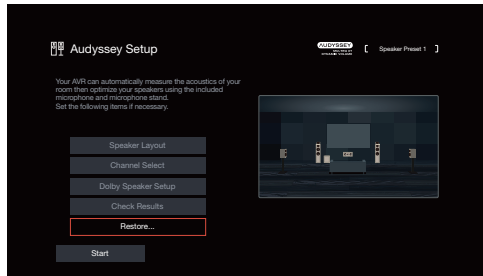 Audyssey Setup
AUDYSSEY
[ Speaker Preset 1 ]
Your AVR can automatically measure the acoustics of your
room then optimize your speakers using the included
microphone and microphone stand.
Set the following items if necessary.
Speaker Layout
Channel Select
Dolby Speaker Setup
Check Results
Restore...
Start